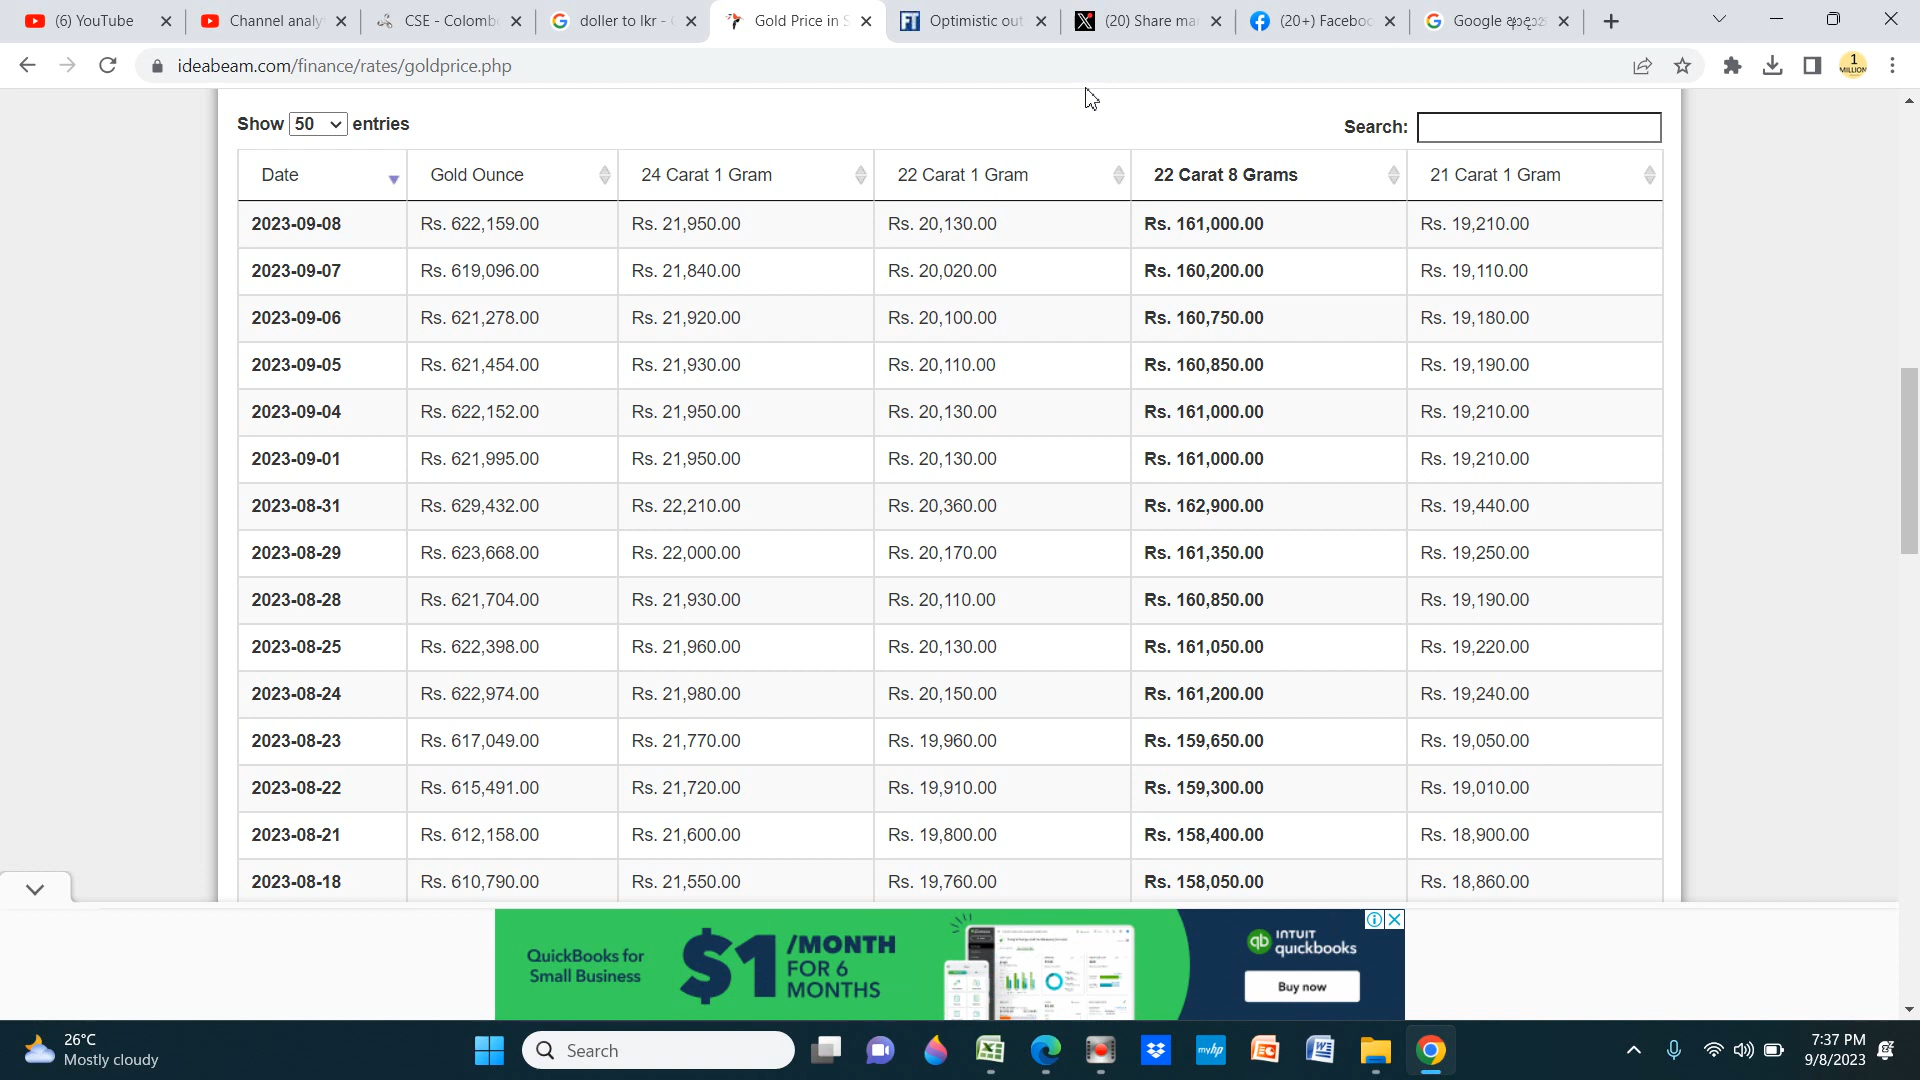 (6) YouTube
Channel analy
CSE - Colomb
doller to lkr -
Gold Price in S
Optimistic out
(20) Share ma
(20+) Faceboo
Google
ideabeam.com/finance/rates/goldprice.php
1 MILLION
Show 50 entries
Search:
Date Gold Ounce 24 Carat 1 Gram 22 Carat 1 Gram 22 Carat 8 Grams 21 Carat 1 Gram
2023-09-08 Rs. 622,159.00 Rs. 21,950.00 Rs. 20,130.00 Rs. 161,000.00 Rs. 19,210.00
2023-09-07 Rs. 619,096.00 Rs. 21,840.00 Rs. 20,020.00 Rs. 160,200.00 Rs. 19,110.00
2023-09-06 Rs. 621,278.00 Rs. 21,920.00 Rs. 20,100.00 Rs. 160,750.00 Rs. 19,180.00
2023-09-05 Rs. 621,454.00 Rs. 21,930.00 Rs. 20,110.00 Rs. 160,850.00 Rs. 19,190.00
2023-09-04 Rs. 622,152.00 Rs. 21,950.00 Rs. 20,130.00 Rs. 161,000.00 Rs. 19,210.00
2023-09-01 Rs. 621,995.00 Rs. 21,950.00 Rs. 20,130.00 Rs. 161,000.00 Rs. 19,210.00
2023-08-31 Rs. 629,432.00 Rs. 22,210.00 Rs. 20,360.00 Rs. 162,900.00 Rs. 19,440.00
2023-08-29 Rs. 623,668.00 Rs. 22,000.00 Rs. 20,170.00 Rs. 161,350.00 Rs. 19,250.00
2023-08-28 Rs. 621,704.00 Rs. 21,930.00 Rs. 20,110.00 Rs. 160,850.00 Rs. 19,190.00
2023-08-25 Rs. 622,398.00 Rs. 21,960.00 Rs. 20,130.00 Rs. 161,050.00 Rs. 19,220.00
2023-08-24 Rs. 622,974.00 Rs. 21,980.00 Rs. 20,150.00 Rs. 161,200.00 Rs. 19,240.00
2023-08-23 Rs. 617,049.00 Rs. 21,770.00 Rs. 19,960.00 Rs. 159,650.00 Rs. 19,050.00
2023-08-22 Rs. 615,491.00 Rs. 21,720.00 Rs. 19,910.00 Rs. 159,300.00 Rs. 19,010.00
2023-08-21 Rs. 612,158.00 Rs. 21,600.00 Rs. 19,800.00 Rs. 158,400.00 Rs. 18,900.00
2023-08-18 Rs. 610,790.00 Rs. 21,550.00 Rs. 19,760.00 Rs. 158,050.00 Rs. 18,860.00
QuickBooks for
Small Business
$1 /MONTH
FOR 6
MONTHS
qb INTUIT
quickbooks
Buy now
26°C
Mostly cloudy
Search
myhp
7:37 PM
9/8/2023